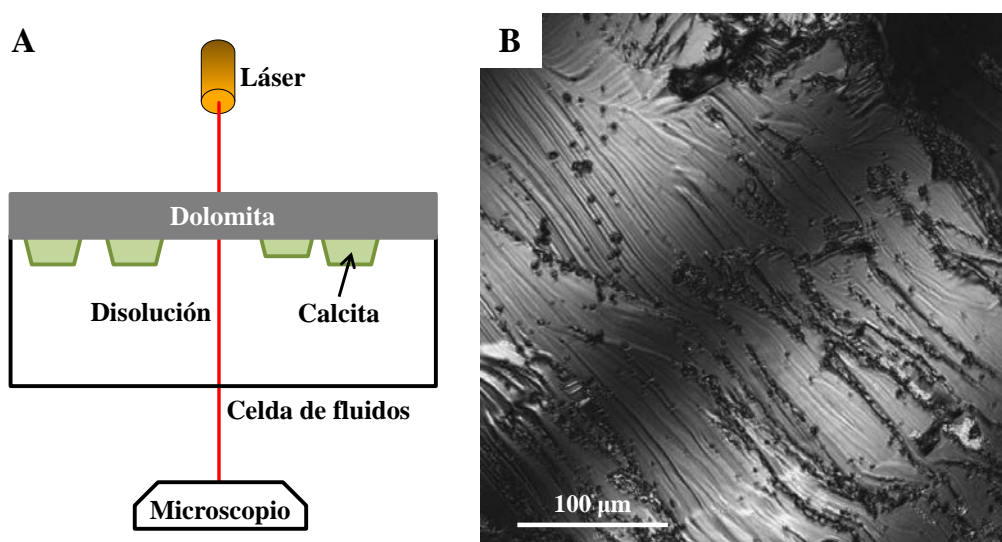 A
Láser
Dolomita
Disolución
Calcita
Celda de fluidos
Microscopio
B
100 µm